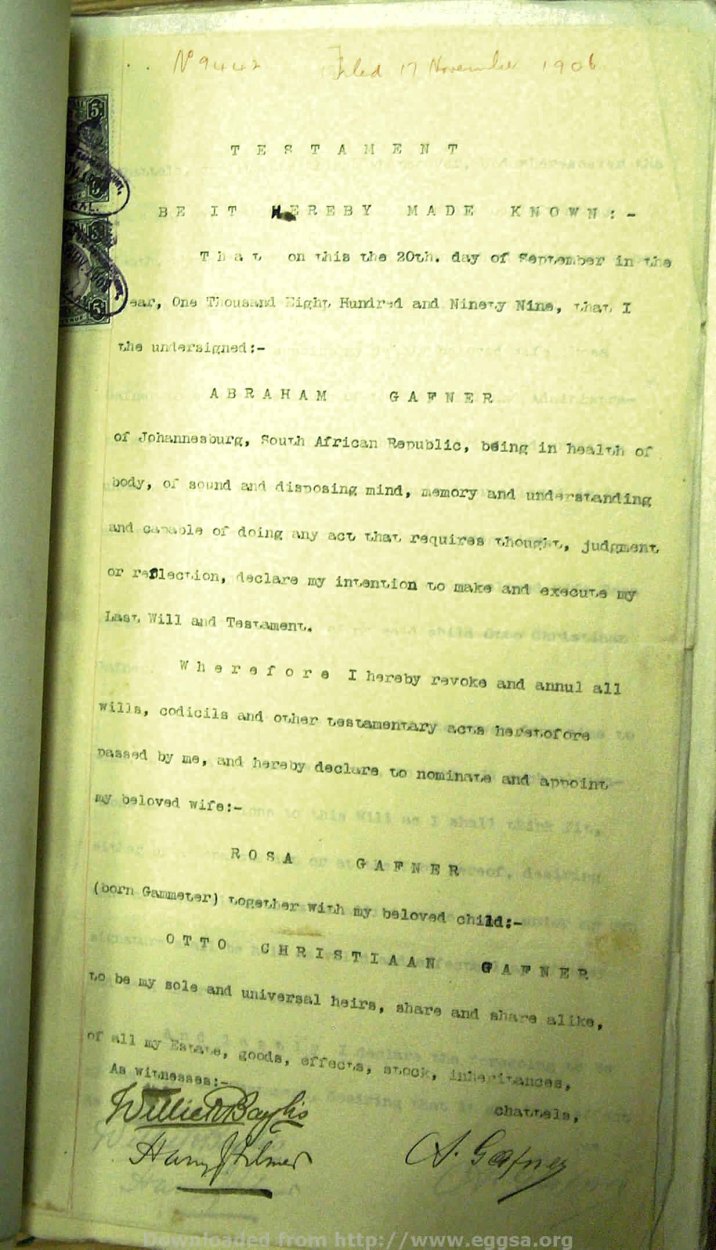 No 9442 Filed 17 November 1906
TESTAMENT
BE IT HEREBY MADE KNOWN:-
That on this the 20th. day of September in the
ear, One Thousand Eight Hundred and Ninety Nine, that I
the undersigned:-
ABRAHAM GAFNER
of Johannesburg, South African Republic, being in health of
body, of sound and disposing mind, memory and understanding
and capable of doing any act that requires thought, judgment
or reflection, declare my intention to make and execute my
Last Will and Testament.
Wherefore I hereby revoke and annul all
wills, codicils and other testamentary acts heretofore
passed by me, and hereby declare to nominate and appoint
my beloved wife:-
ROSA GAFNER
(born Gammeter) together with my beloved child:-
OTTO CHRISTIAAN GAFNER
to be my sole and universal heirs, share and share alike,
of all my Estate, goods, effects, stock, inheritances,
As witnesses:- chattels,
Harry
A. Gafner
Downloaded from http://www.eggsa.org